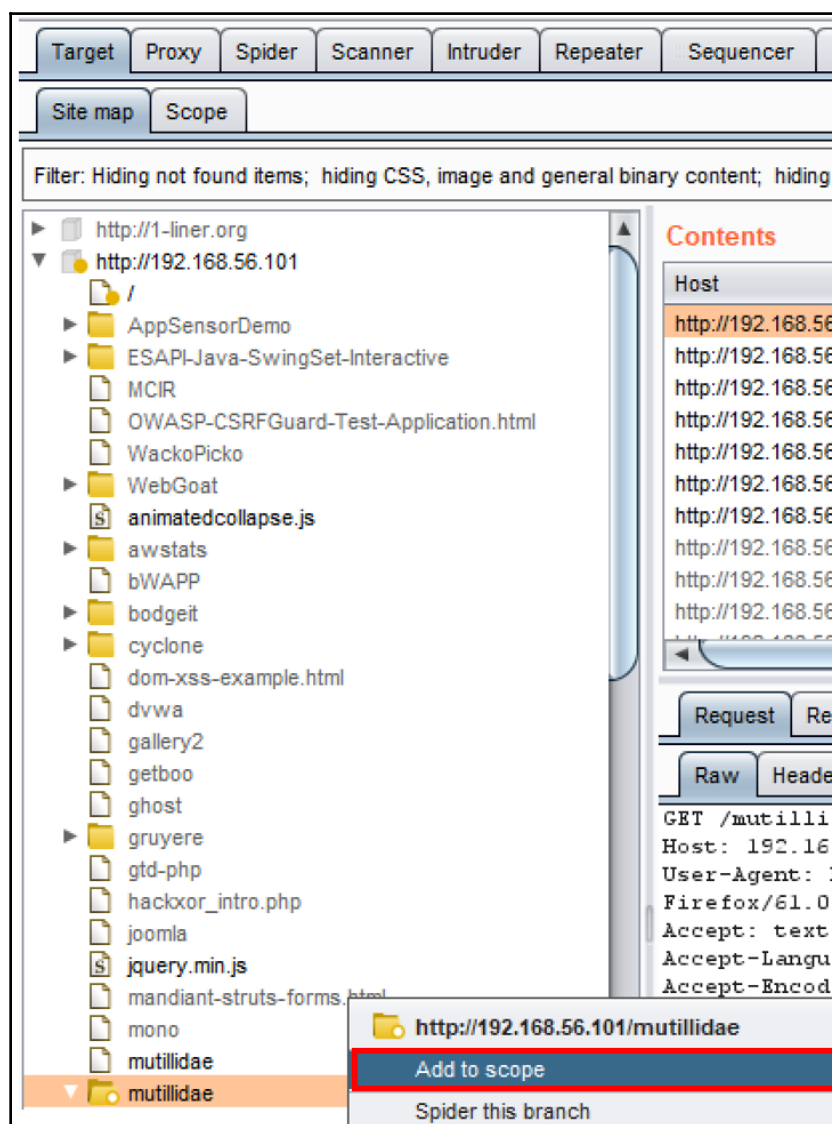 Target Proxy Spider Scanner Intruder Repeater Sequencer
Site map Scope
Filter: Hiding not found items; hiding CSS, image and general binary content; hiding
http://1-liner.org
http://192.168.56.101
/
AppSensorDemo
ESAPI-Java-SwingSet-Interactive
MCIR
OWASP-CSRFGuard-Test-Application.html
WackoPicko
WebGoat
animatedcollapse.js
awstats
bWAPP
bodgeit
cyclone
dom-xss-example.html
dvwa
gallery2
getboo
ghost
gruyere
gtd-php
hackxor_intro.php
joomla
jquery.min.js
mandiant-struts-forms.html
mono
mutillidae
mutillidae
Contents
Host
http://192.168.56
http://192.168.56
http://192.168.56
http://192.168.56
http://192.168.56
http://192.168.56
http://192.168.56
http://192.168.56
http://192.168.56
http://192.168.56
Request Re
Raw Heade
GET /mutilli
Host: 192.16
User-Agent:
Firefox/61.0
Accept: text
Accept-Langu
Accept-Encod
http://192.168.56.101/mutillidae
Add to scope
Spider this branch